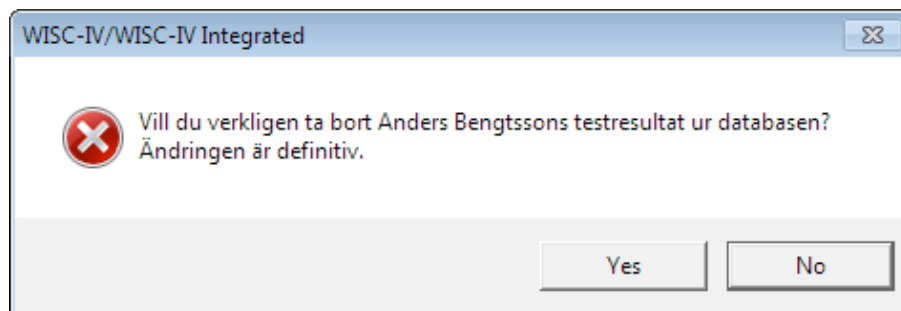 WISC-IV/WISC-IV Integrated
Vill du verkligen ta bort Anders Bengtssons testresultat ur databasen?
Ändringen är definitiv.
Yes
No